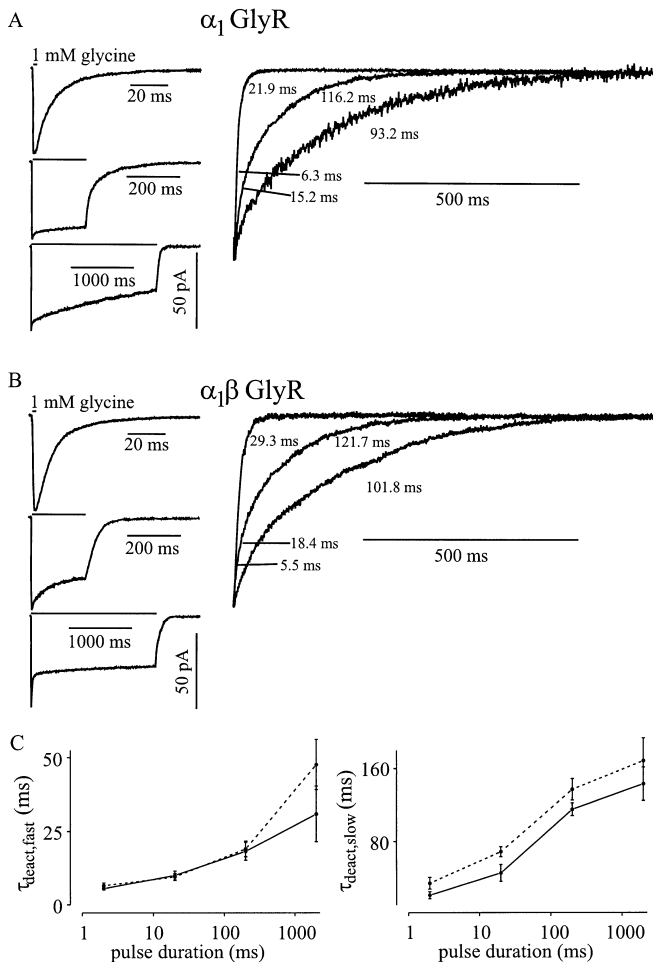 A
α1 GlyR
1 mM glycine
20 ms
200 ms
1000 ms
50 pA
21.9 ms
116.2 ms
93.2 ms
6.3 ms
15.2 ms
500 ms
B
α1β GlyR
1 mM glycine
20 ms
200 ms
1000 ms
50 pA
29.3 ms
121.7 ms
101.8 ms
18.4 ms
5.5 ms
500 ms
C
τdeact,fast (ms)
50
25
0
1 10 100 1000
pulse duration (ms)
τdeact,slow (ms)
160
80
1 10 100 1000
pulse duration (ms)